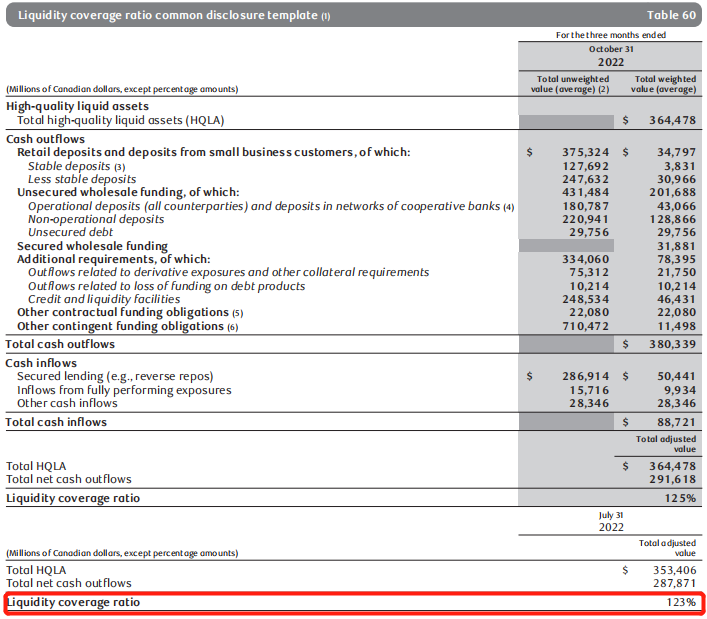 Liquidity coverage ratio common disclosure template (1) Table 60
For the three months ended
October 31
2022
(Millions of Canadian dollars, except percentage amounts) Total unweighted value (average) (2) Total weighted value (average)
High-quality liquid assets
Total high-quality liquid assets (HQLA) $ 364,478
Cash outflows
Retail deposits and deposits from small business customers, of which: $ 375,324 $ 34,797
Stable deposits (3) 127,692 3,831
Less stable deposits 247,632 30,966
Unsecured wholesale funding, of which: 431,484 201,688
Operational deposits (all counterparties) and deposits in networks of cooperative banks (4) 180,787 43,066
Non-operational deposits 220,941 128,866
Unsecured debt 29,756 29,756
Secured wholesale funding 31,881
Additional requirements, of which: 334,060 78,395
Outflows related to derivative exposures and other collateral requirements 75,312 21,750
Outflows related to loss of funding on debt products 10,214 10,214
Credit and liquidity facilities 248,534 46,431
Other contractual funding obligations (5) 22,080 22,080
Other contingent funding obligations (6) 710,472 11,498
Total cash outflows $ 380,339
Cash inflows
Secured lending (e.g., reverse repos) $ 286,914 $ 50,441
Inflows from fully performing exposures 15,716 9,934
Other cash inflows 28,346 28,346
Total cash inflows $ 88,721
Total adjusted
value
Total HQLA $ 364,478
Total net cash outflows 291,618
Liquidity coverage ratio 125%
July 31
2022
(Millions of Canadian dollars, except percentage amounts) Total adjusted value
Total HQLA $ 353,406
Total net cash outflows 287,871
Liquidity coverage ratio 123%